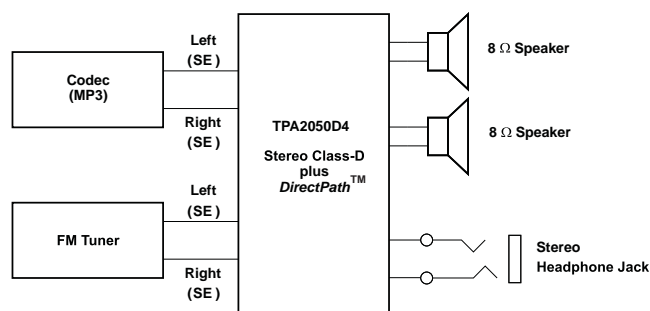 Left
(SE)
Codec
(MP3)
Right
(SE)
Left
(SE)
FM Tuner
Right
(SE)
TPA2050D4
Stereo Class-D
plus
DirectPath™
8 Ω Speaker
8 Ω Speaker
Stereo
Headphone Jack